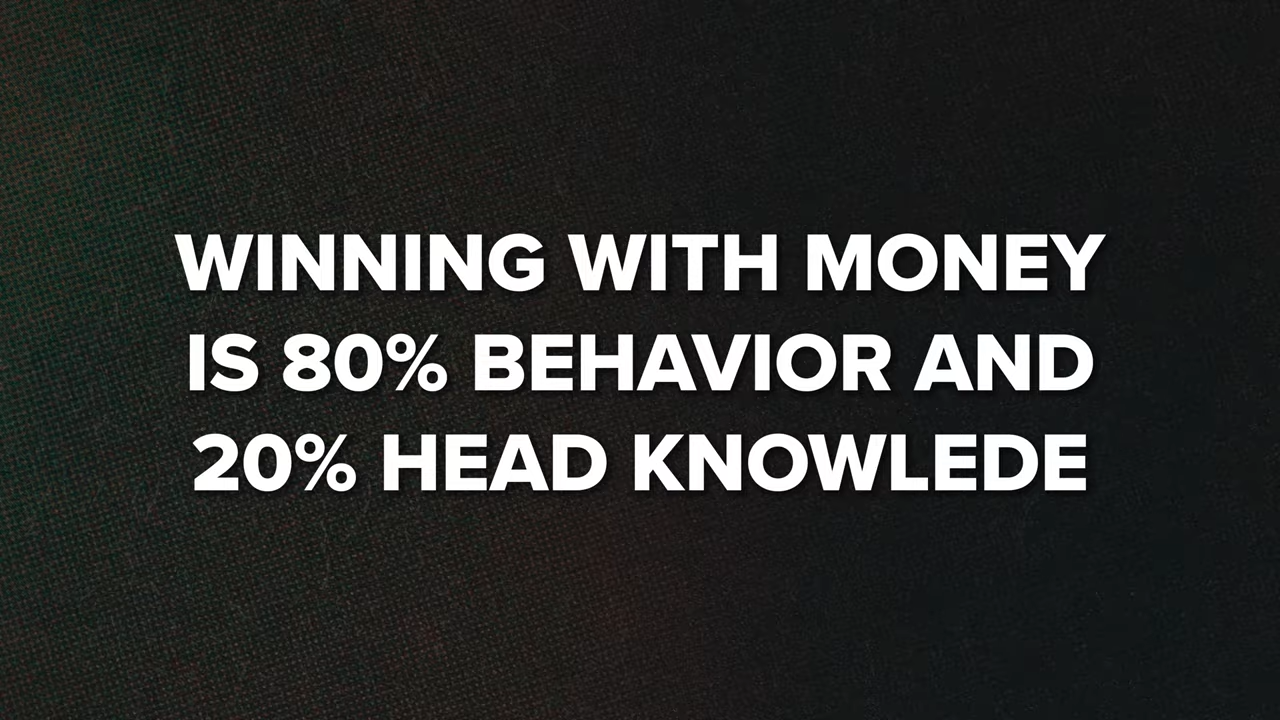 WINNING WITH MONEY
IS 80% BEHAVIOR AND
20% HEAD KNOWLEDE